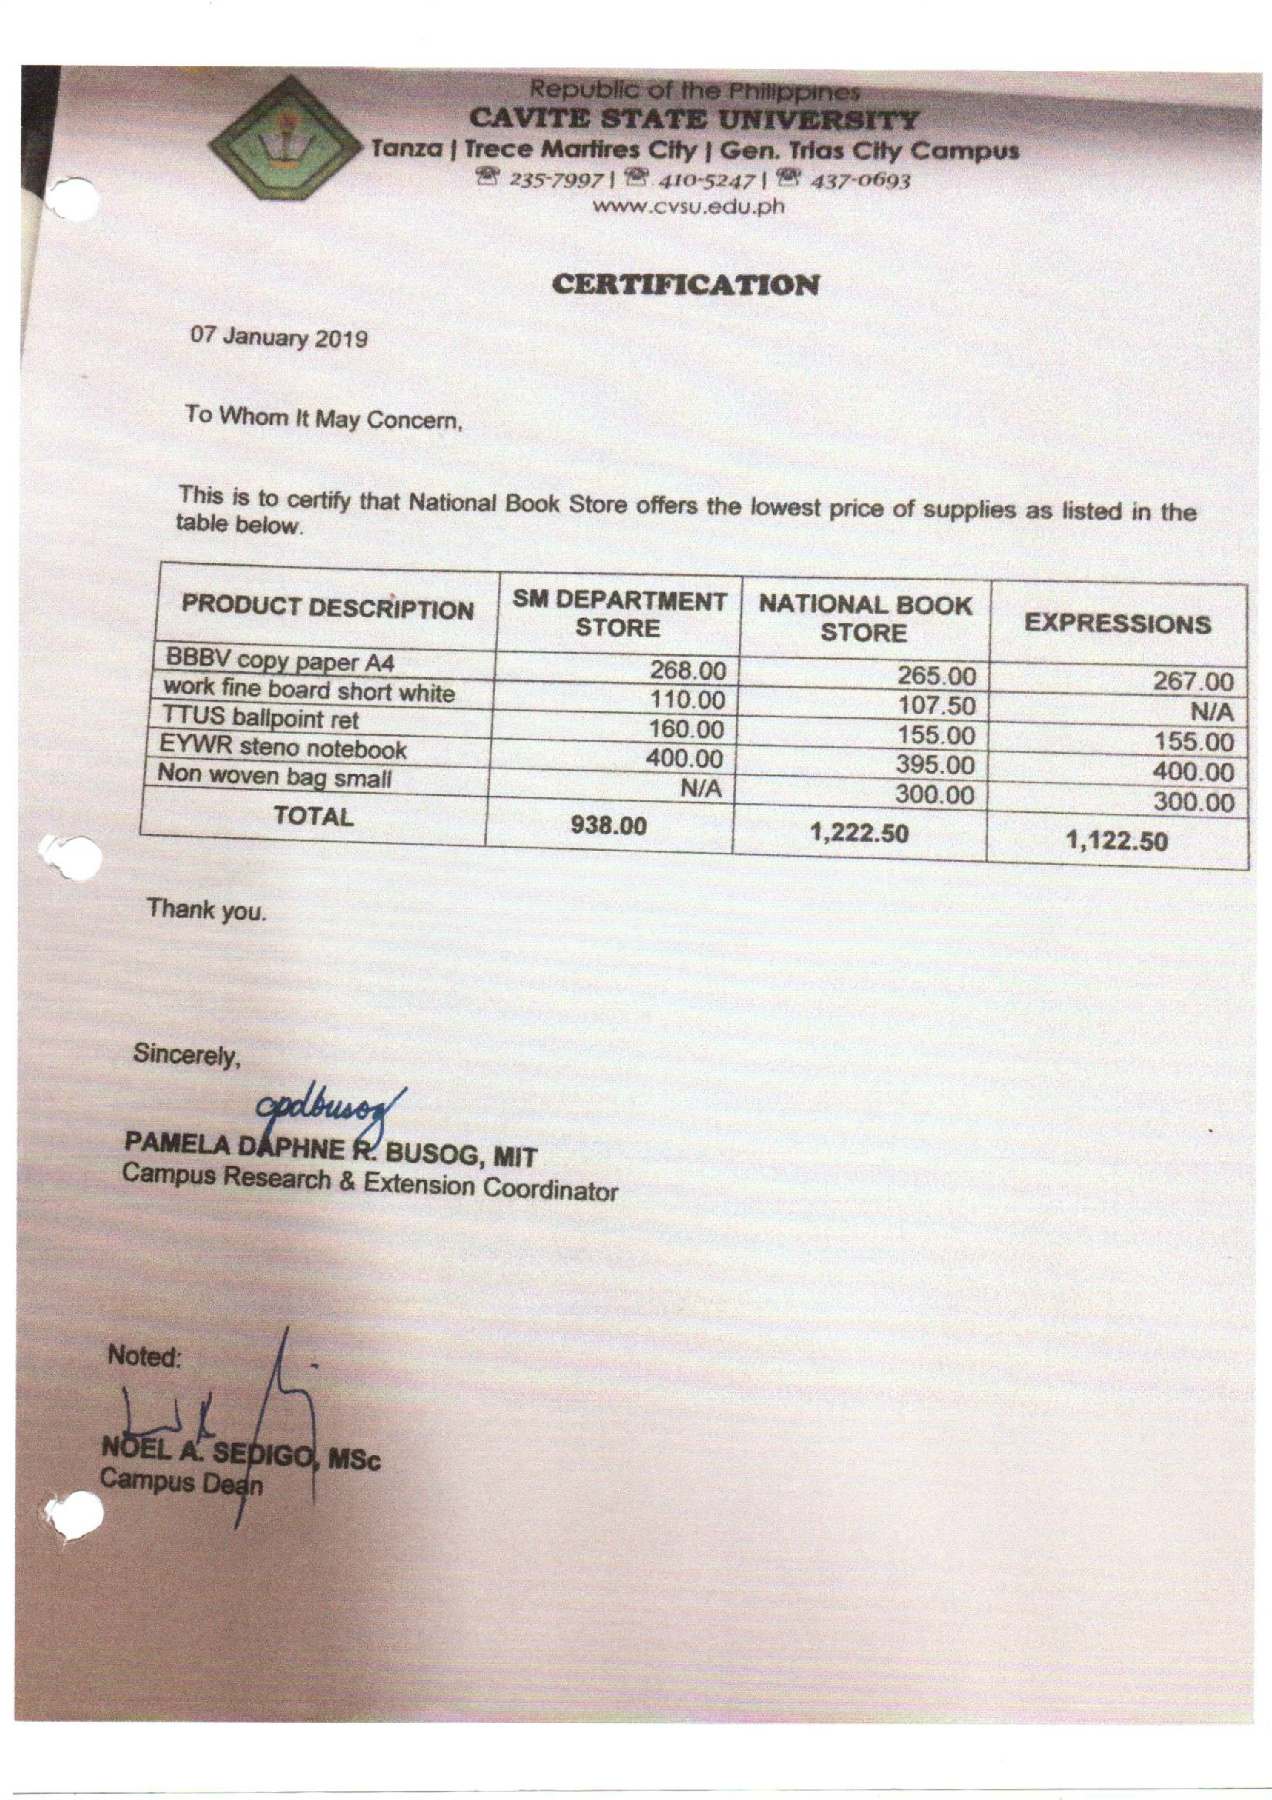 Republic of the Philippines
CAVITE STATE UNIVERSITY
Tanza | Trece Martires City | Gen. Trias City Campus
☏ 235-7997 | ☏ 410-5247 | ☏ 437-0693
www.cvsu.edu.ph
CERTIFICATION
07 January 2019
To Whom It May Concern,
This is to certify that National Book Store offers the lowest price of supplies as listed in the
table below.
PRODUCT DESCRIPTION SM DEPARTMENT STORE NATIONAL BOOK STORE EXPRESSIONS
BBBV copy paper A4 268.00 265.00 267.00
work fine board short white 110.00 107.50 N/A
TTUS ballpoint ret 160.00 155.00 155.00
EYWR steno notebook 400.00 395.00 400.00
Non woven bag small N/A 300.00 300.00
TOTAL 938.00 1,222.50 1,122.50
Thank you.
Sincerely,
PAMELA DAPHNE R. BUSOG, MIT
Campus Research & Extension Coordinator
Noted:
NOEL A. SEDIGO, MSc
Campus Dean